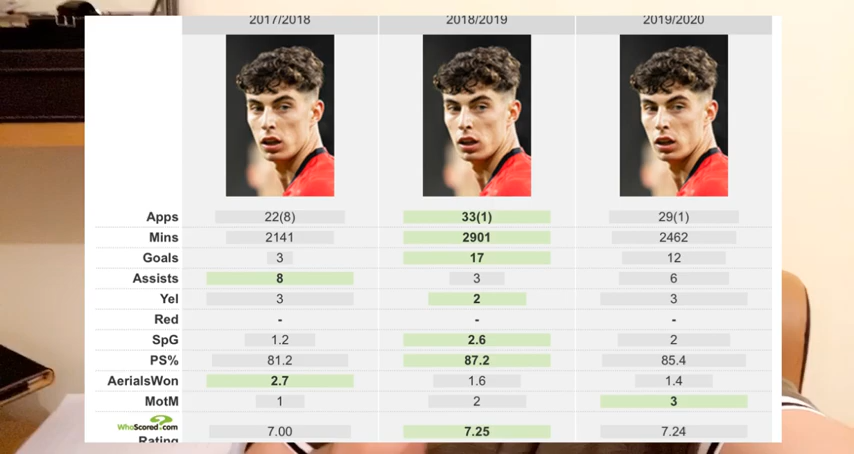 2017/2018 2018/2019 2019/2020
Apps 22(8) 33(1) 29(1)
Mins 2141 2901 2462
Goals 3 17 12
Assists 8 3 6
Yel 3 2 3
Red - - -
SpG 1.2 2.6 2
PS% 81.2 87.2 85.4
AerialsWon 2.7 1.6 1.4
MotM 1 2 3
WhoScored.com
Rating 7.00 7.25 7.24